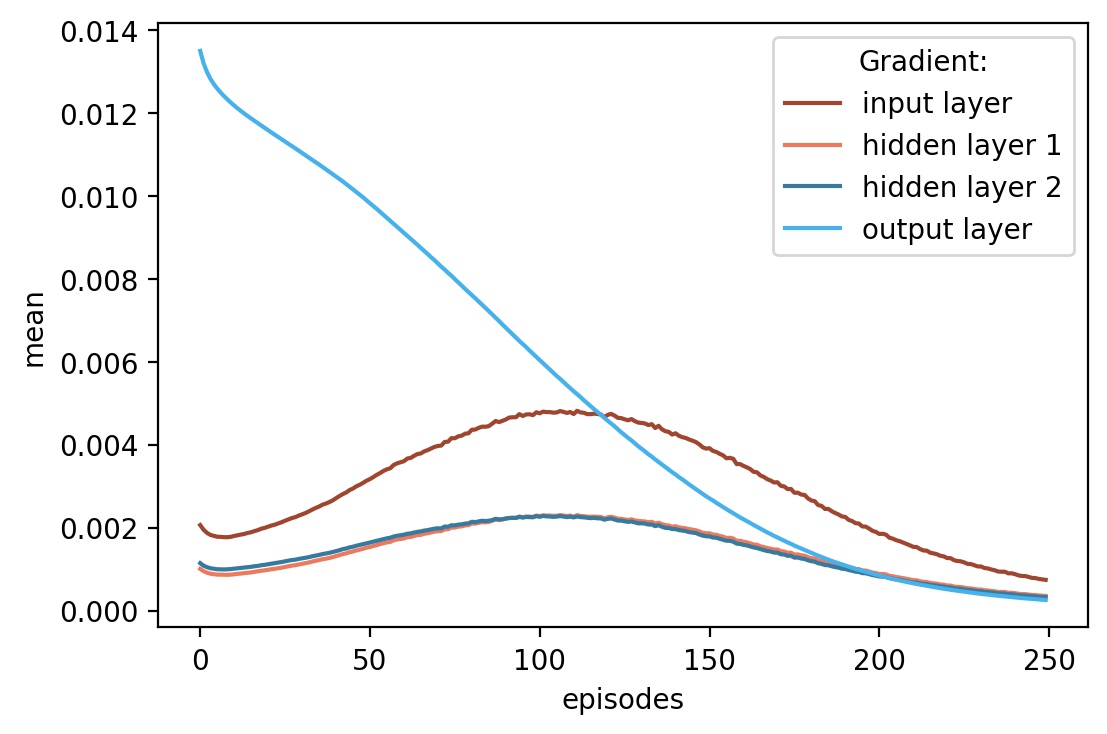 0.014
0.012
0.010
0.008
0.006
0.004
0.002
0.000
mean
0
50
100
150
200
250
episodes
Gradient:
input layer
hidden layer 1
hidden layer 2
output layer